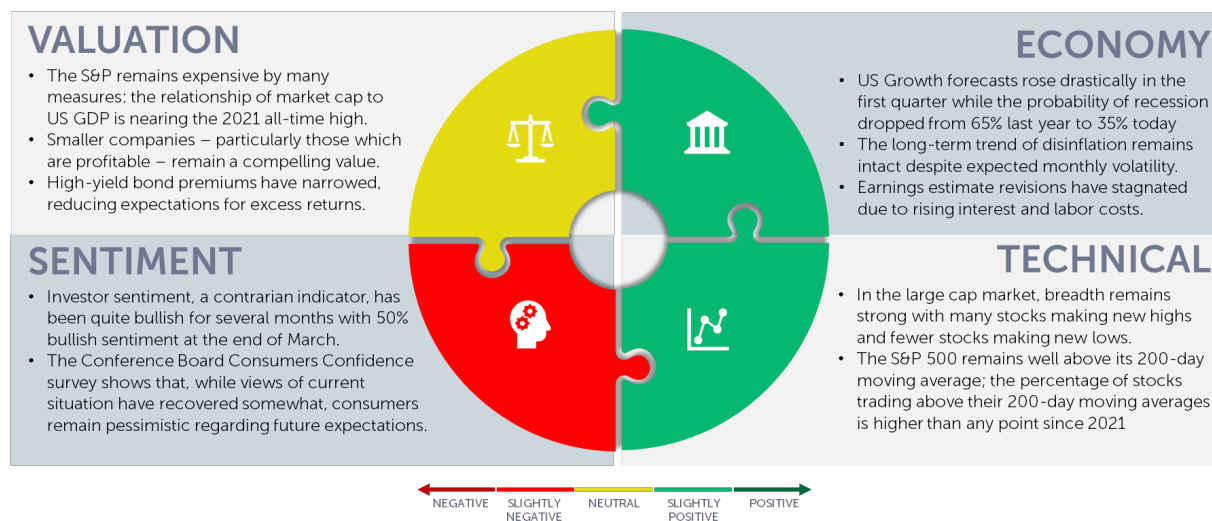 VALUATION
• The S&P remains expensive by many
measures: the relationship of market cap to
US GDP is nearing the 2021 all-time high.
• Smaller companies – particularly those which
are profitable – remain a compelling value.
• High-yield bond premiums have narrowed,
reducing expectations for excess returns.
ECONOMY
• US Growth forecasts rose drastically in the
first quarter while the probability of recession
dropped from 65% last year to 35% today
• The long-term trend of disinflation remains
intact despite expected monthly volatility.
• Earnings estimate revisions have stagnated
due to rising interest and labor costs.
SENTIMENT
• Investor sentiment, a contrarian indicator, has
been quite bullish for several months with 50%
bullish sentiment at the end of March.
• The Conference Board Consumers Confidence
survey shows that, while views of current
situation have recovered somewhat, consumers
remain pessimistic regarding future expectations.
TECHNICAL
• In the large cap market, breadth remains
strong with many stocks making new highs
and fewer stocks making new lows.
• The S&P 500 remains well above its 200-day
moving average; the percentage of stocks
trading above their 200-day moving averages
is higher than any point since 2021
NEGATIVE
SLIGHTLY
NEGATIVE
NEUTRAL
SLIGHTLY
POSITIVE
POSITIVE